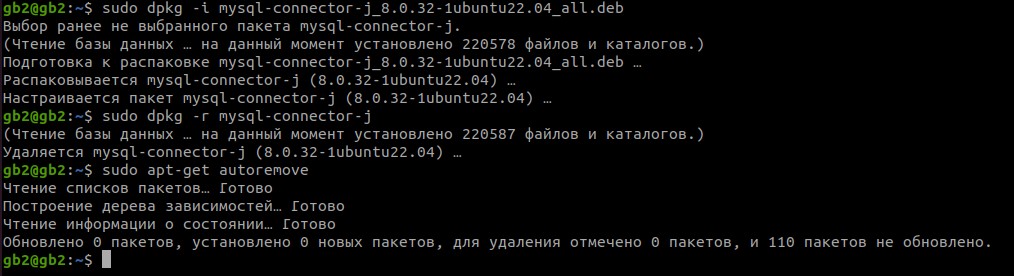 gb2@gb2:~$ sudo dpkg -i mysql-connector-j_8.0.32-1ubuntu22.04_all.deb
Выбор ранее не выбранного пакета mysql-connector-j.
(Чтение базы данных … на данный момент установлено 220578 файлов и каталогов.)
Подготовка к распаковке mysql-connector-j_8.0.32-1ubuntu22.04_all.deb …
Распаковывается mysql-connector-j (8.0.32-1ubuntu22.04) …
Настраивается пакет mysql-connector-j (8.0.32-1ubuntu22.04) …
gb2@gb2:~$ sudo dpkg -r mysql-connector-j
(Чтение базы данных … на данный момент установлено 220587 файлов и каталогов.)
Удаляется mysql-connector-j (8.0.32-1ubuntu22.04) …
gb2@gb2:~$ sudo apt-get autoremove
Чтение списков пакетов… Готово
Построение дерева зависимостей… Готово
Чтение информации о состоянии… Готово
Обновлено 0 пакетов, установлено 0 новых пакетов, для удаления отмечено 0 пакетов, и 110 пакетов не обновлено.
gb2@gb2:~$